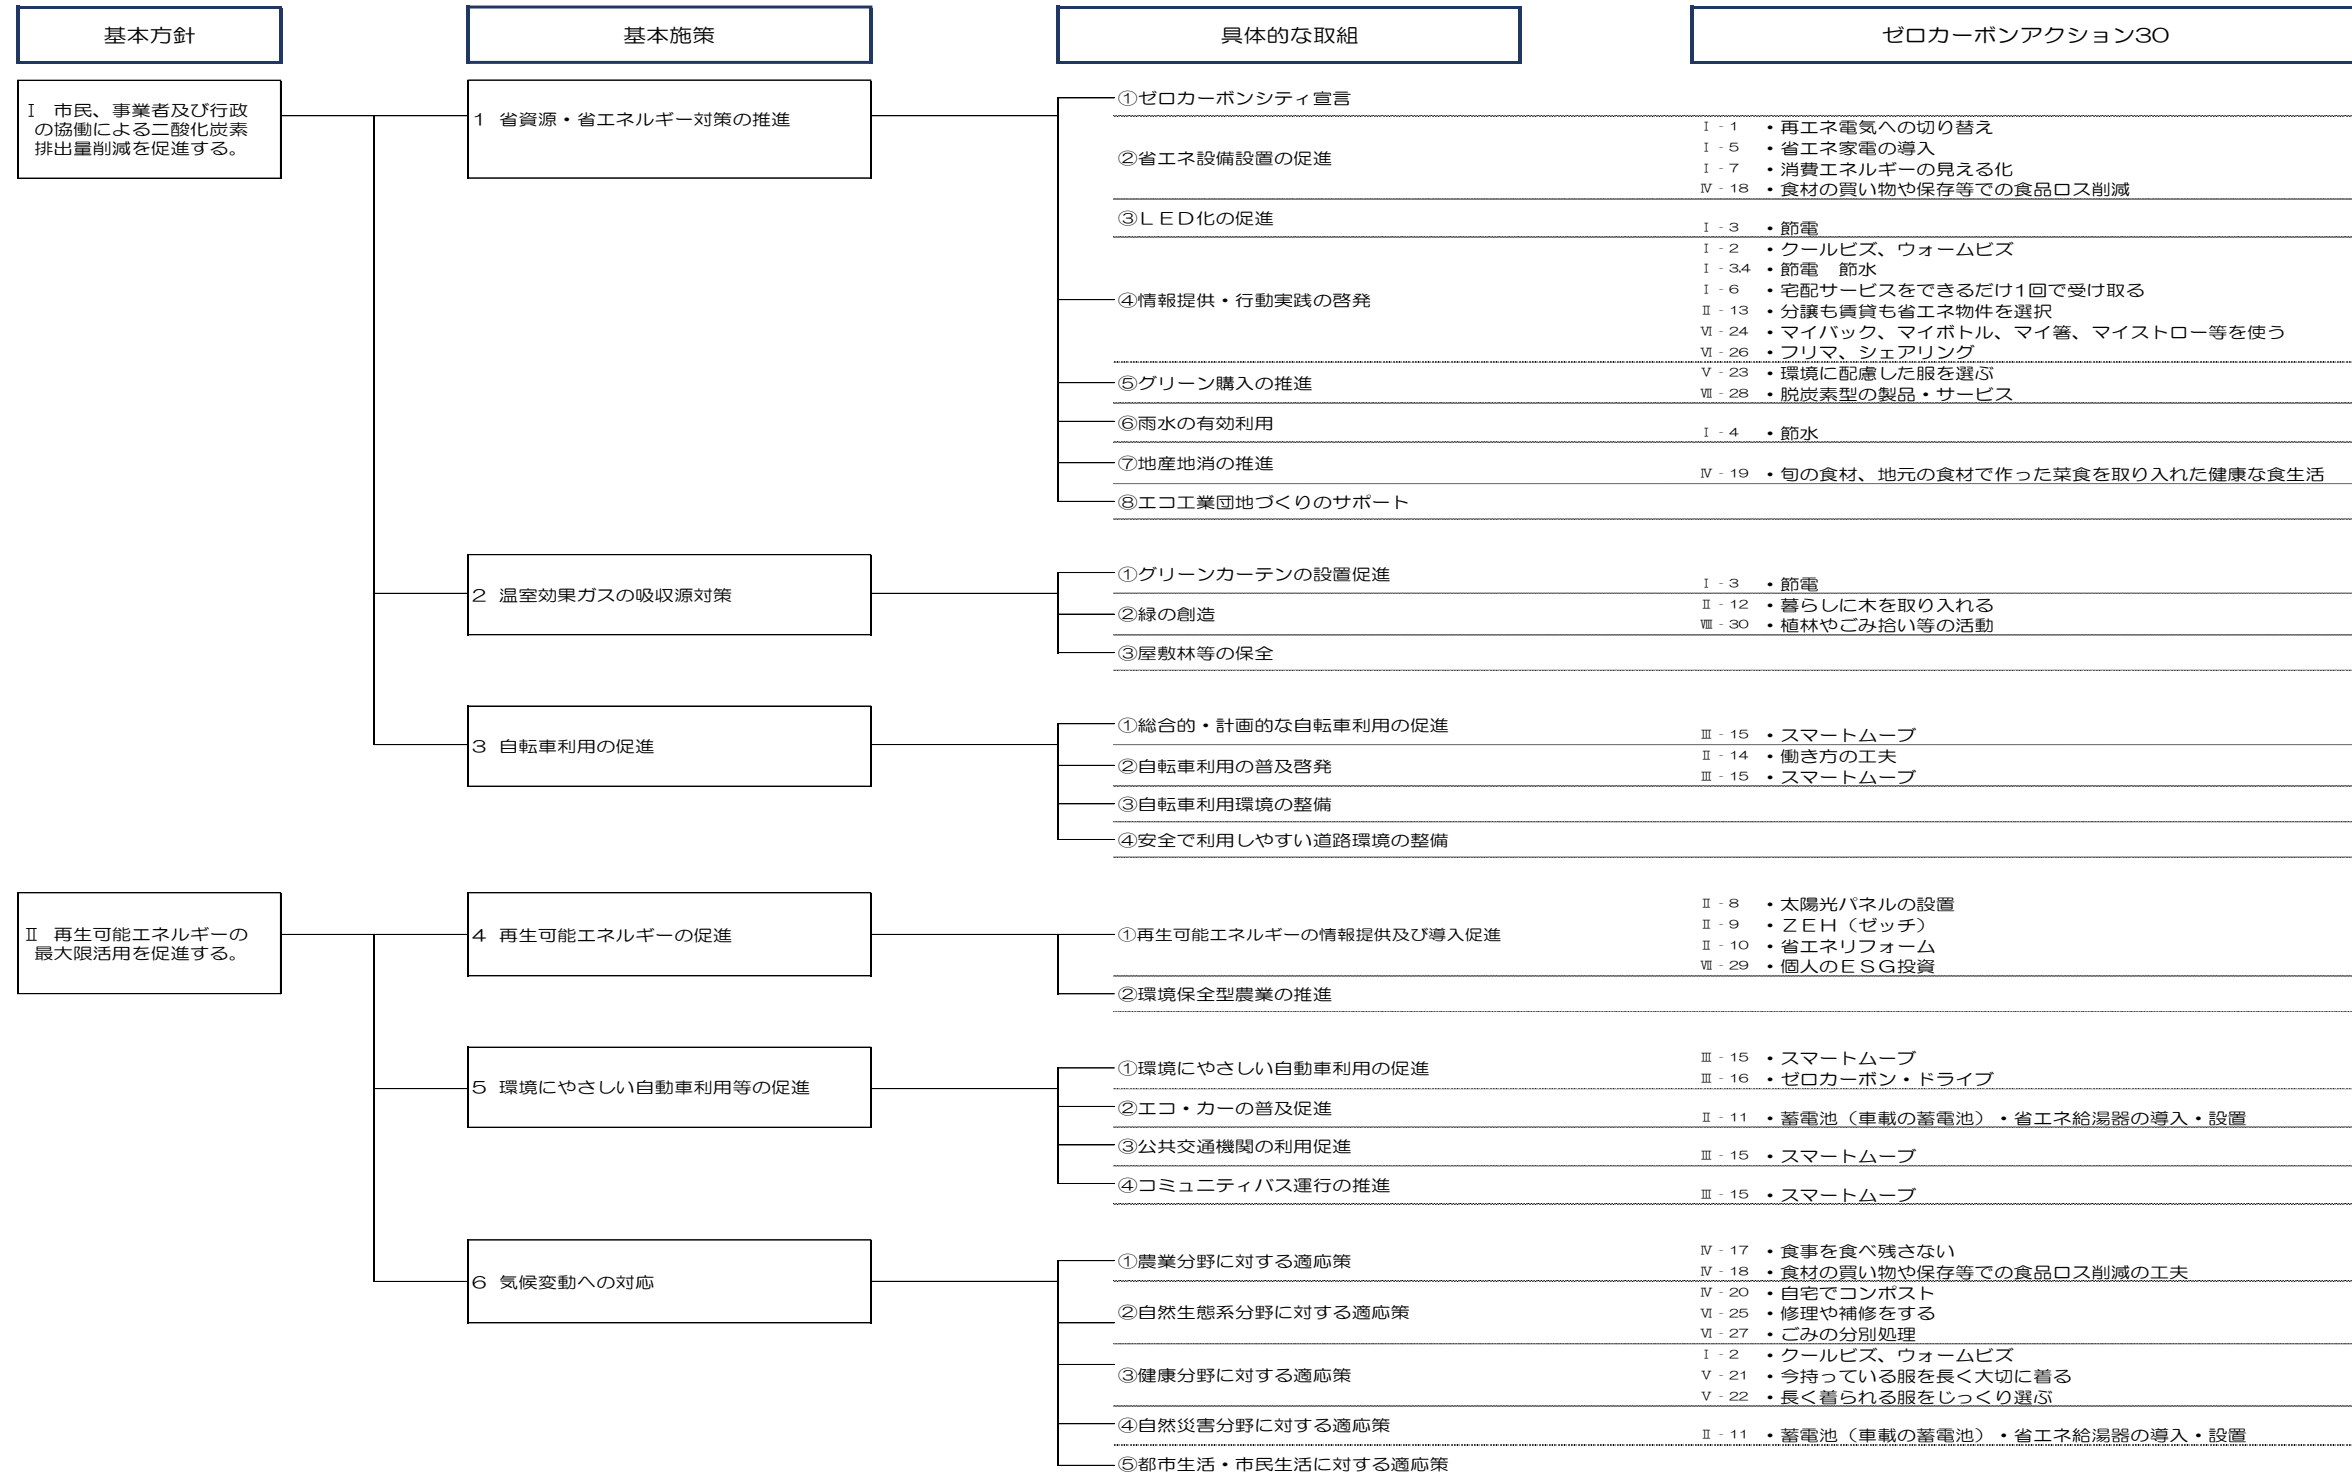 基本方針 基本施策 具体的な取組 ゼロカーボンアクション30
Ⅰ 市民、事業者及び行政
の協働による二酸化炭素
排出量削減を促進する。
1 省資源・省エネルギー対策の推進
①ゼロカーボンシティ宣言
②省エネ設備設置の促進
Ⅰ-1 ・再エネ電気への切り替え
Ⅰ-5 ・省エネ家電の導入
Ⅰ-7 ・消費エネルギーの見える化
Ⅳ-18 ・食材の買い物や保存等での食品ロス削減
③ＬＥＤ化の促進
Ⅰ-3 ・節電
④情報提供・行動実践の啓発
Ⅰ-2 ・クールビズ、ウォームビズ
Ⅰ-3,4 ・節電 節水
Ⅰ-6 ・宅配サービスをできるだけ1回で受け取る
Ⅱ-13 ・分譲も賃貸も省エネ物件を選択
Ⅵ-24 ・マイバック、マイボトル、マイ箸、マイストロー等を使う
Ⅵ-26 ・フリマ、シェアリング
⑤グリーン購入の推進
Ⅴ-23 ・環境に配慮した服を選ぶ
Ⅶ-28 ・脱炭素型の製品・サービス
⑥雨水の有効利用
Ⅰ-4 ・節水
⑦地産地消の推進
Ⅳ-19 ・旬の食材、地元の食材で作った菜食を取り入れた健康な食生活
⑧エコ工業団地づくりのサポート
2 温室効果ガスの吸収源対策
①グリーンカーテンの設置促進
Ⅰ-3 ・節電
②緑の創造
Ⅱ-12 ・暮らしに木を取り入れる
Ⅷ-30 ・植林やごみ拾い等の活動
③屋敷林等の保全
3 自転車利用の促進
①総合的・計画的な自転車利用の促進
Ⅲ-15 ・スマートムーブ
②自転車利用の普及啓発
Ⅱ-14 ・働き方の工夫
Ⅲ-15 ・スマートムーブ
③自転車利用環境の整備
④安全で利用しやすい道路環境の整備
Ⅱ 再生可能エネルギーの
最大限活用を促進する。
4 再生可能エネルギーの促進
①再生可能エネルギーの情報提供及び導入促進
Ⅱ-8 ・太陽光パネルの設置
Ⅱ-9 ・ＺＥＨ（ゼッチ）
Ⅱ-10 ・省エネリフォーム
Ⅶ-29 ・個人のＥＳＧ投資
②環境保全型農業の推進
5 環境にやさしい自動車利用等の促進
①環境にやさしい自動車利用の促進
Ⅲ-15 ・スマートムーブ
Ⅲ-16 ・ゼロカーボン・ドライブ
②エコ・カーの普及促進
Ⅱ-11 ・蓄電池（車載の蓄電池）・省エネ給湯器の導入・設置
③公共交通機関の利用促進
Ⅲ-15 ・スマートムーブ
④コミュニティバス運行の推進
Ⅲ-15 ・スマートムーブ
6 気候変動への対応
①農業分野に対する適応策
Ⅳ-17 ・食事を食べ残さない
Ⅳ-18 ・食材の買い物や保存等での食品ロス削減の工夫
②自然生態系分野に対する適応策
Ⅳ-20 ・自宅でコンポスト
Ⅵ-25 ・修理や補修をする
Ⅵ-27 ・ごみの分別処理
③健康分野に対する適応策
Ⅰ-2 ・クールビズ、ウォームビズ
Ⅴ-21 ・今持っている服を長く大切に着る
Ⅴ-22 ・長く着られる服をじっくり選ぶ
④自然災害分野に対する適応策
Ⅱ-11 ・蓄電池（車載の蓄電池）・省エネ給湯器の導入・設置
⑤都市生活・市民生活に対する適応策